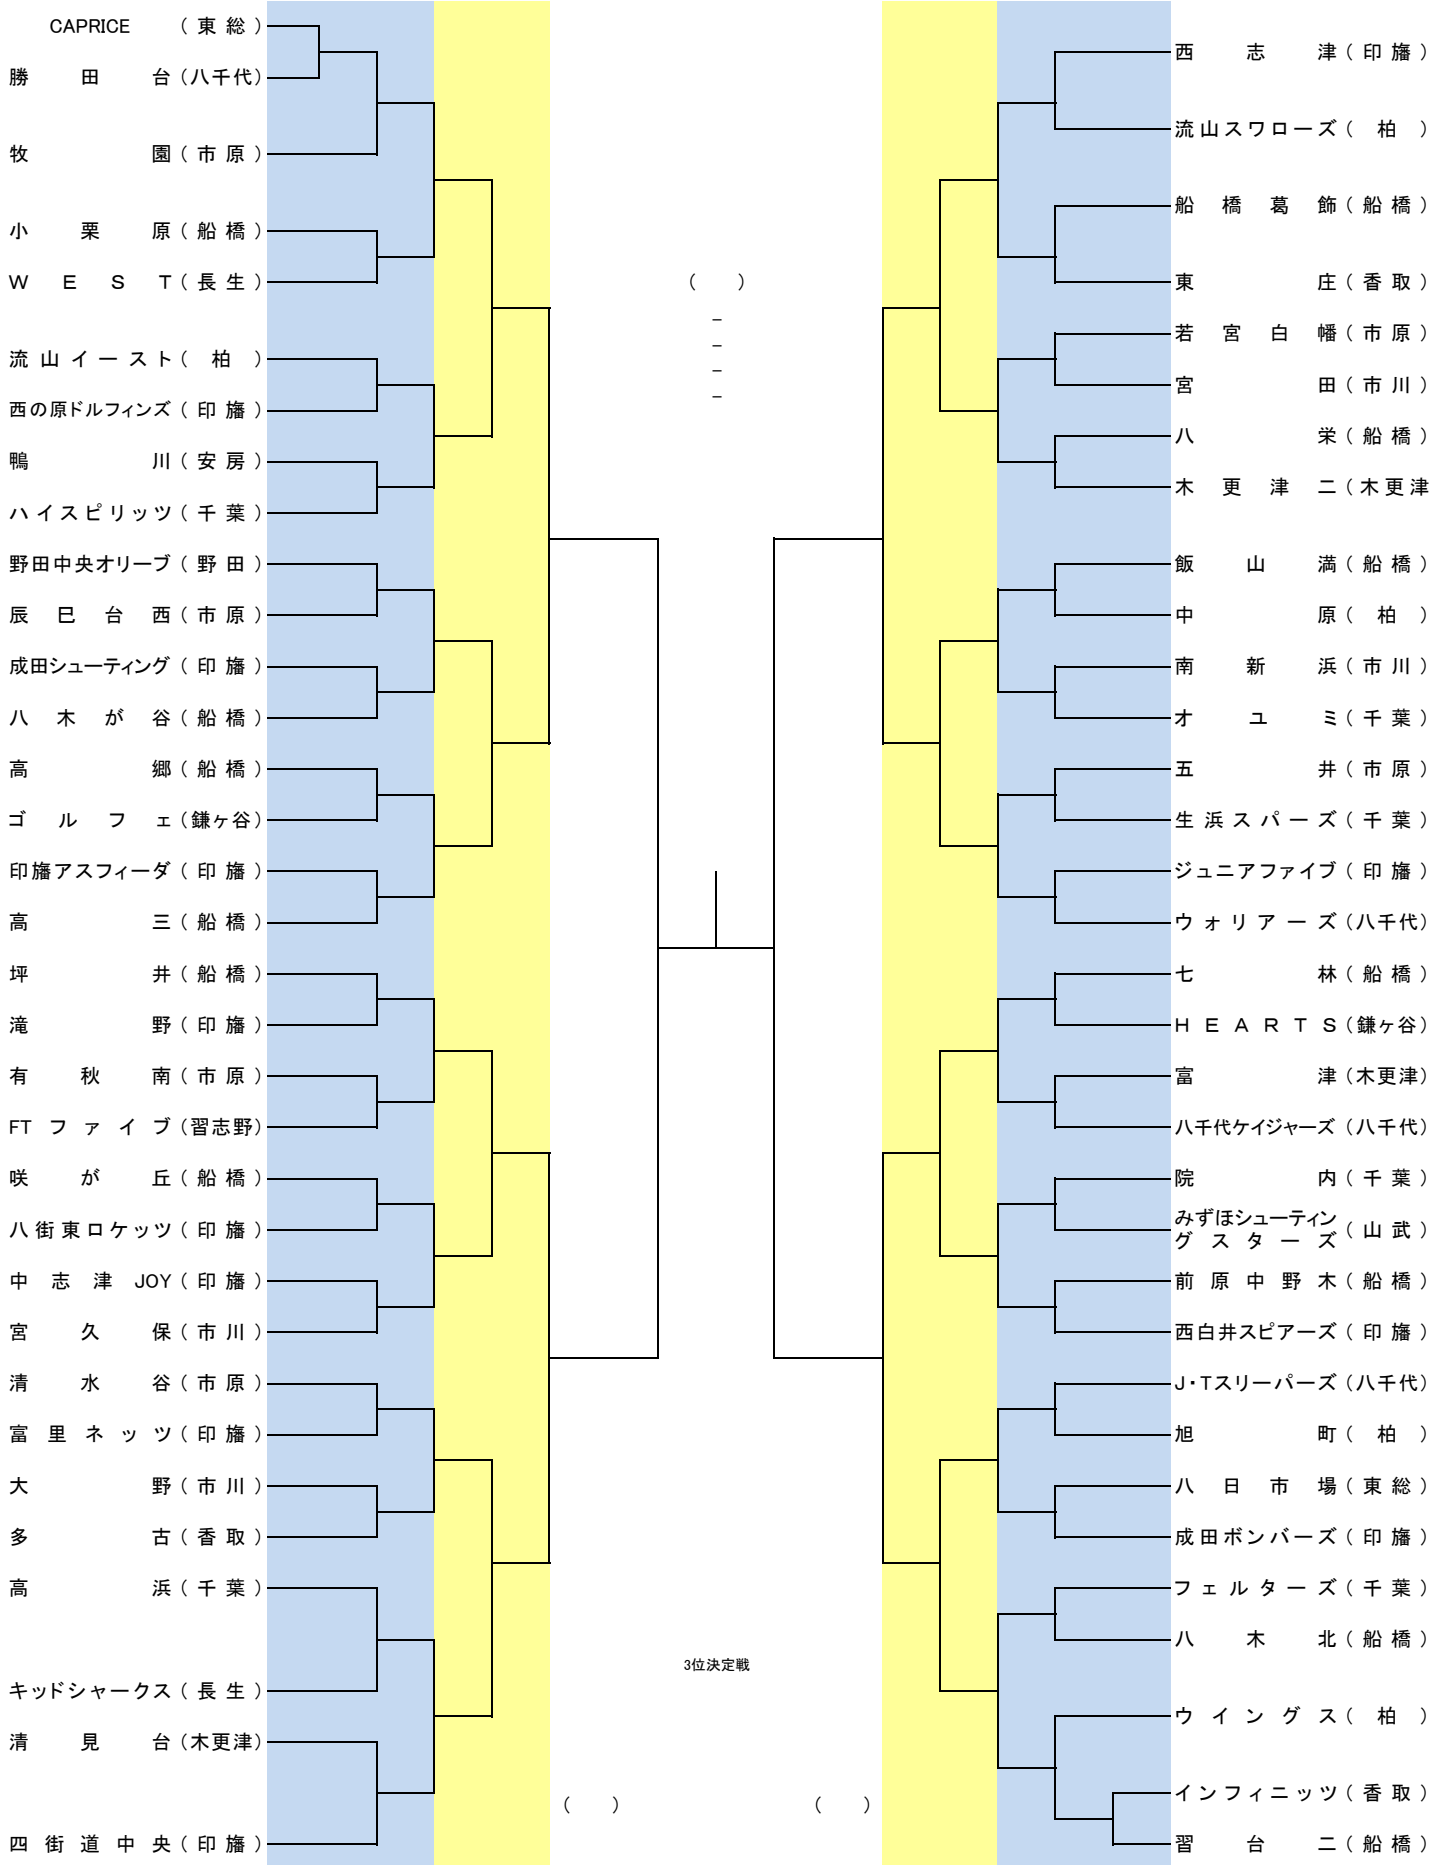 CAPRICE （東総）
勝田台（八千代）
牧園（市原）
小栗原（船橋）
ＷＥＳＴ（長生）
流山イースト（柏）
西の原ドルフィンズ（印旛）
鴨川（安房）
ハイスピリッツ（千葉）
野田中央オリーブ（野田）
辰巳台西（市原）
成田シューティング（印旛）
八木が谷（船橋）
高郷（船橋）
ゴルフェ（鎌ヶ谷）
印旛アスフィーダ（印旛）
高三（船橋）
坪井（船橋）
滝野（印旛）
有秋南（市原）
FTファイブ（習志野）
咲が丘（船橋）
八街東ロケッツ（印旛）
中志津JOY（印旛）
宮久保（市川）
清水谷（市原）
富里ネッツ（印旛）
大野（市川）
多古（香取）
高浜（千葉）
キッドシャークス（長生）
清見台（木更津）
四街道中央（印旛）
（　　）
－
－
－
－
3位決定戦
（　　）
（　　）
西志津（印旛）
流山スワローズ（柏）
船橋葛飾（船橋）
東庄（香取）
若宮白幡（市原）
宮田（市川）
八栄（船橋）
木更津二（木更津
飯山満（船橋）
中原（柏）
南新浜（市川）
オユミ（千葉）
五井（市原）
生浜スパーズ（千葉）
ジュニアファイブ（印旛）
ウォリアーズ（八千代）
七林（船橋）
ＨＥＡＲＴＳ（鎌ヶ谷）
富津（木更津）
八千代ケイジャーズ（八千代）
院内（千葉）
みずほシューティン
グスターズ（山武）
前原中野木（船橋）
西白井スピアーズ（印旛）
J・Tスリーパーズ（八千代）
旭町（柏）
八日市場（東総）
成田ボンバーズ（印旛）
フェルターズ（千葉）
八木北（船橋）
ウイングス（柏）
インフィニッツ（香取）
習台二（船橋）